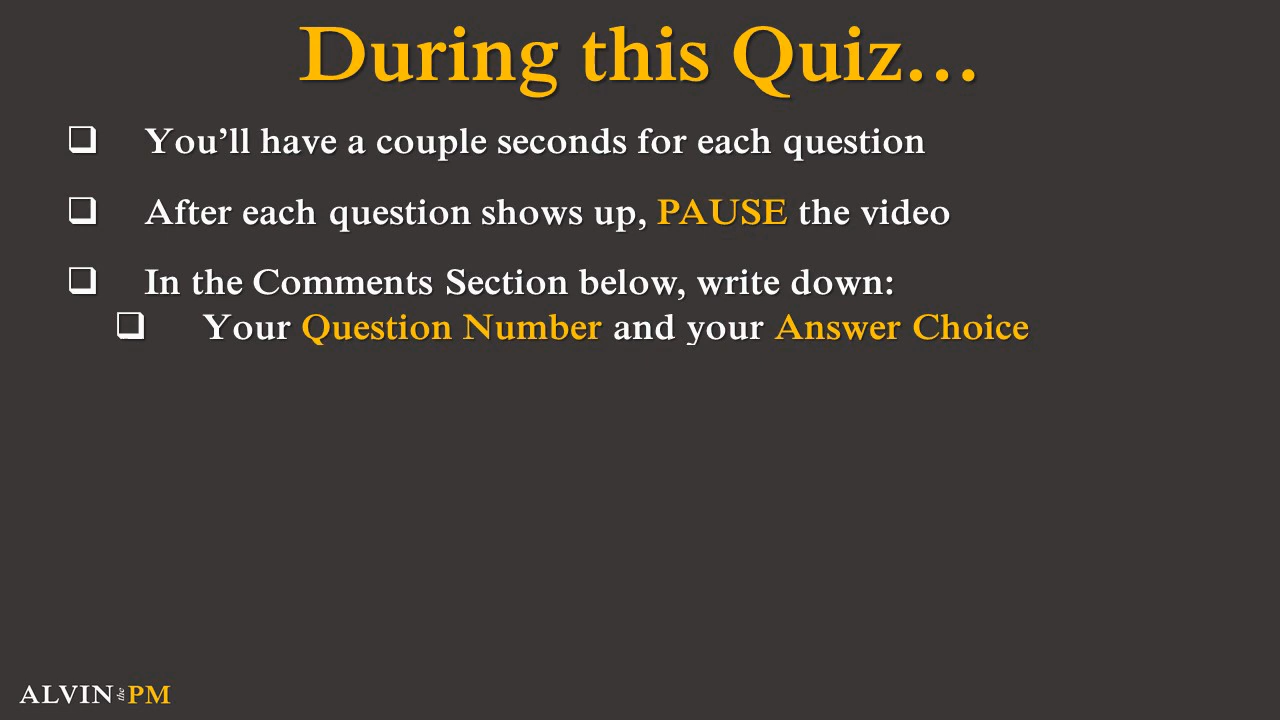 During this Quiz…
❑ You’ll have a couple seconds for each question
❑ After each question shows up, PAUSE the video
❑ In the Comments Section below, write down:
❑ Your Question Number and your Answer Choice
ALVIN the PM